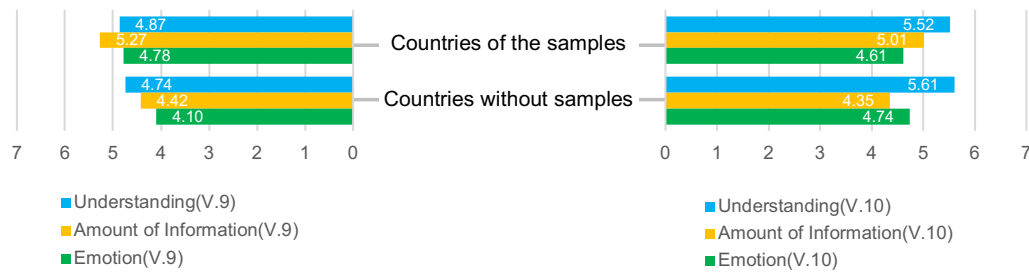 4.87
5.27
4.78
4.74
4.42
4.10
7 6 5 4 3 2 1 0
Understanding(V.9)
Amount of Information(V.9)
Emotion(V.9)
Countries of the samples
Countries without samples
5.52
5.01
4.61
5.61
4.35
4.74
0 1 2 3 4 5 6 7
Understanding(V.10)
Amount of Information(V.10)
Emotion(V.10)